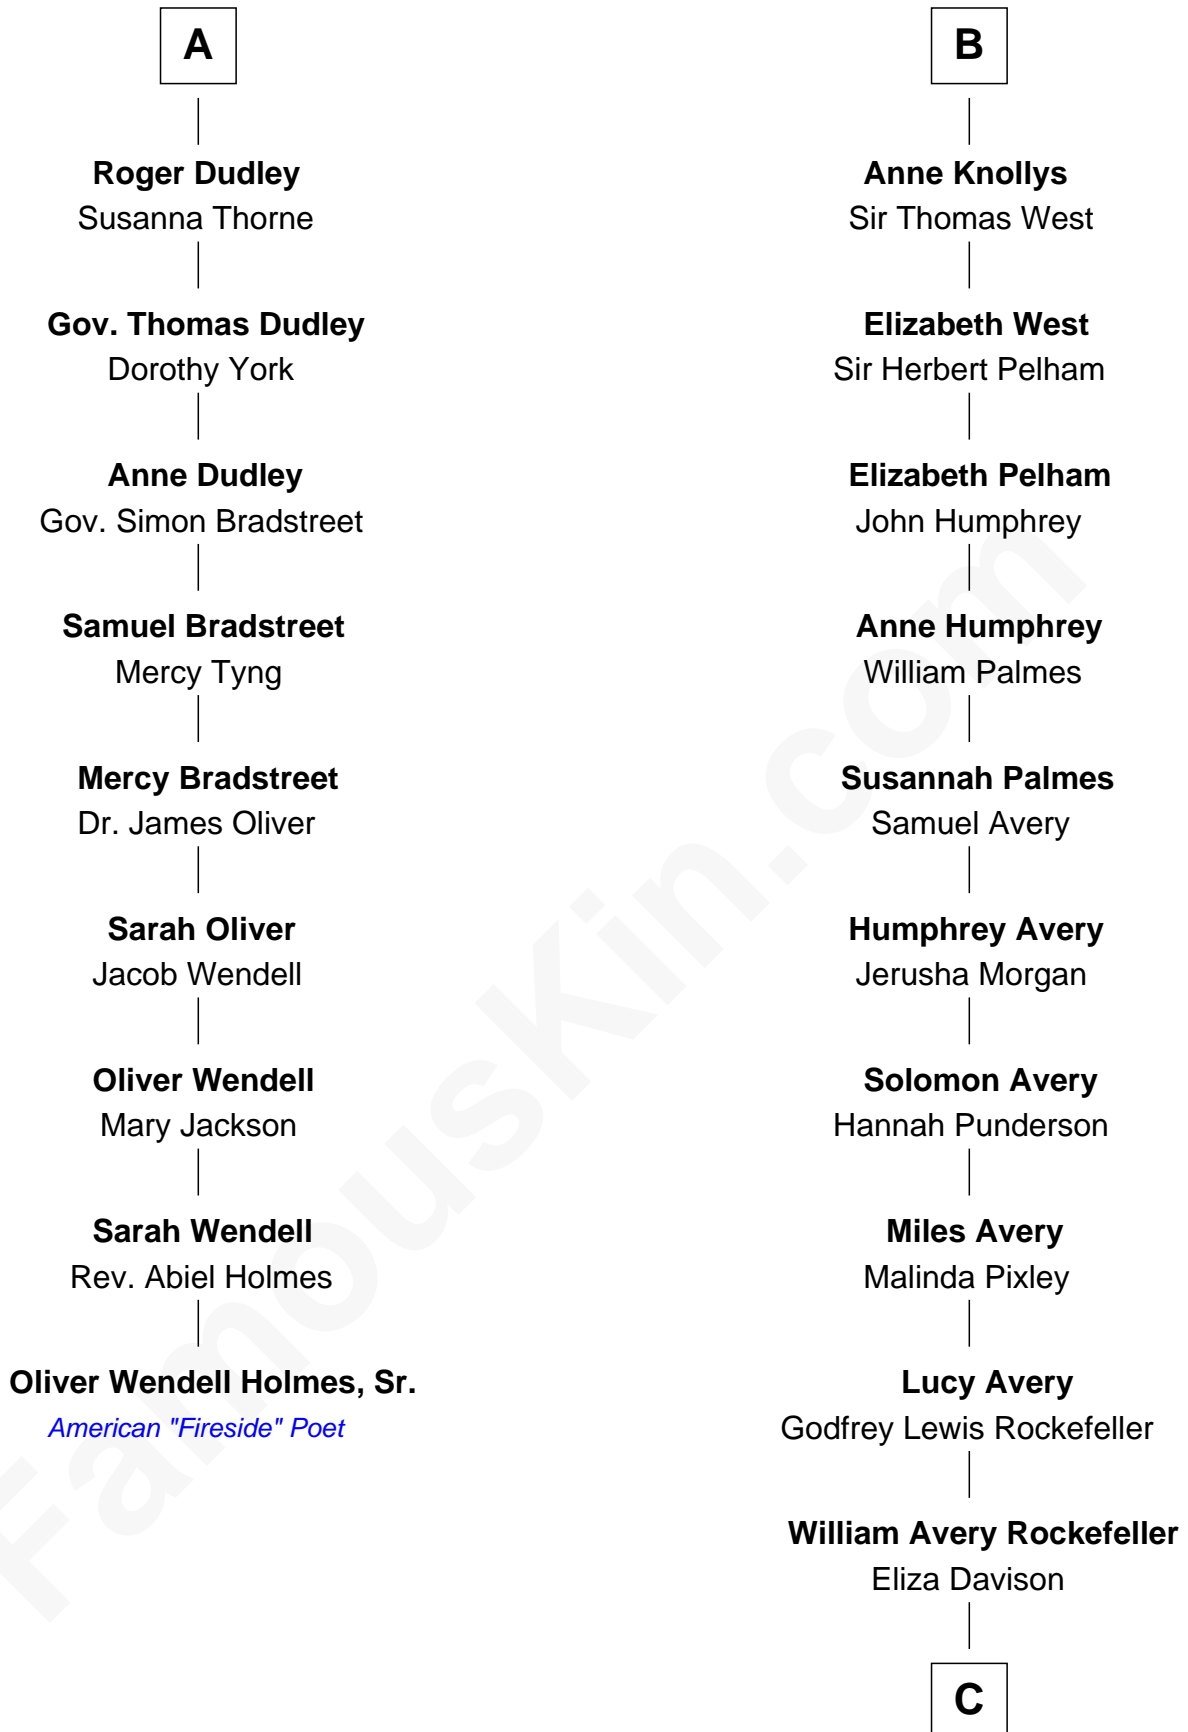 A
Roger Dudley
Susanna Thorne
Gov. Thomas Dudley
Dorothy York
Anne Dudley
Gov. Simon Bradstreet
Samuel Bradstreet
Mercy Tyng
Mercy Bradstreet
Dr. James Oliver
Sarah Oliver
Jacob Wendell
Oliver Wendell
Mary Jackson
Sarah Wendell
Rev. Abiel Holmes
Oliver Wendell Holmes, Sr.
American "Fireside" Poet
B
Anne Knollys
Sir Thomas West
Elizabeth West
Sir Herbert Pelham
Elizabeth Pelham
John Humphrey
Anne Humphrey
William Palmes
Susannah Palmes
Samuel Avery
Humphrey Avery
Jerusha Morgan
Solomon Avery
Hannah Punderson
Miles Avery
Malinda Pixley
Lucy Avery
Godfrey Lewis Rockefeller
William Avery Rockefeller
Eliza Davison
C
FamousKin.com